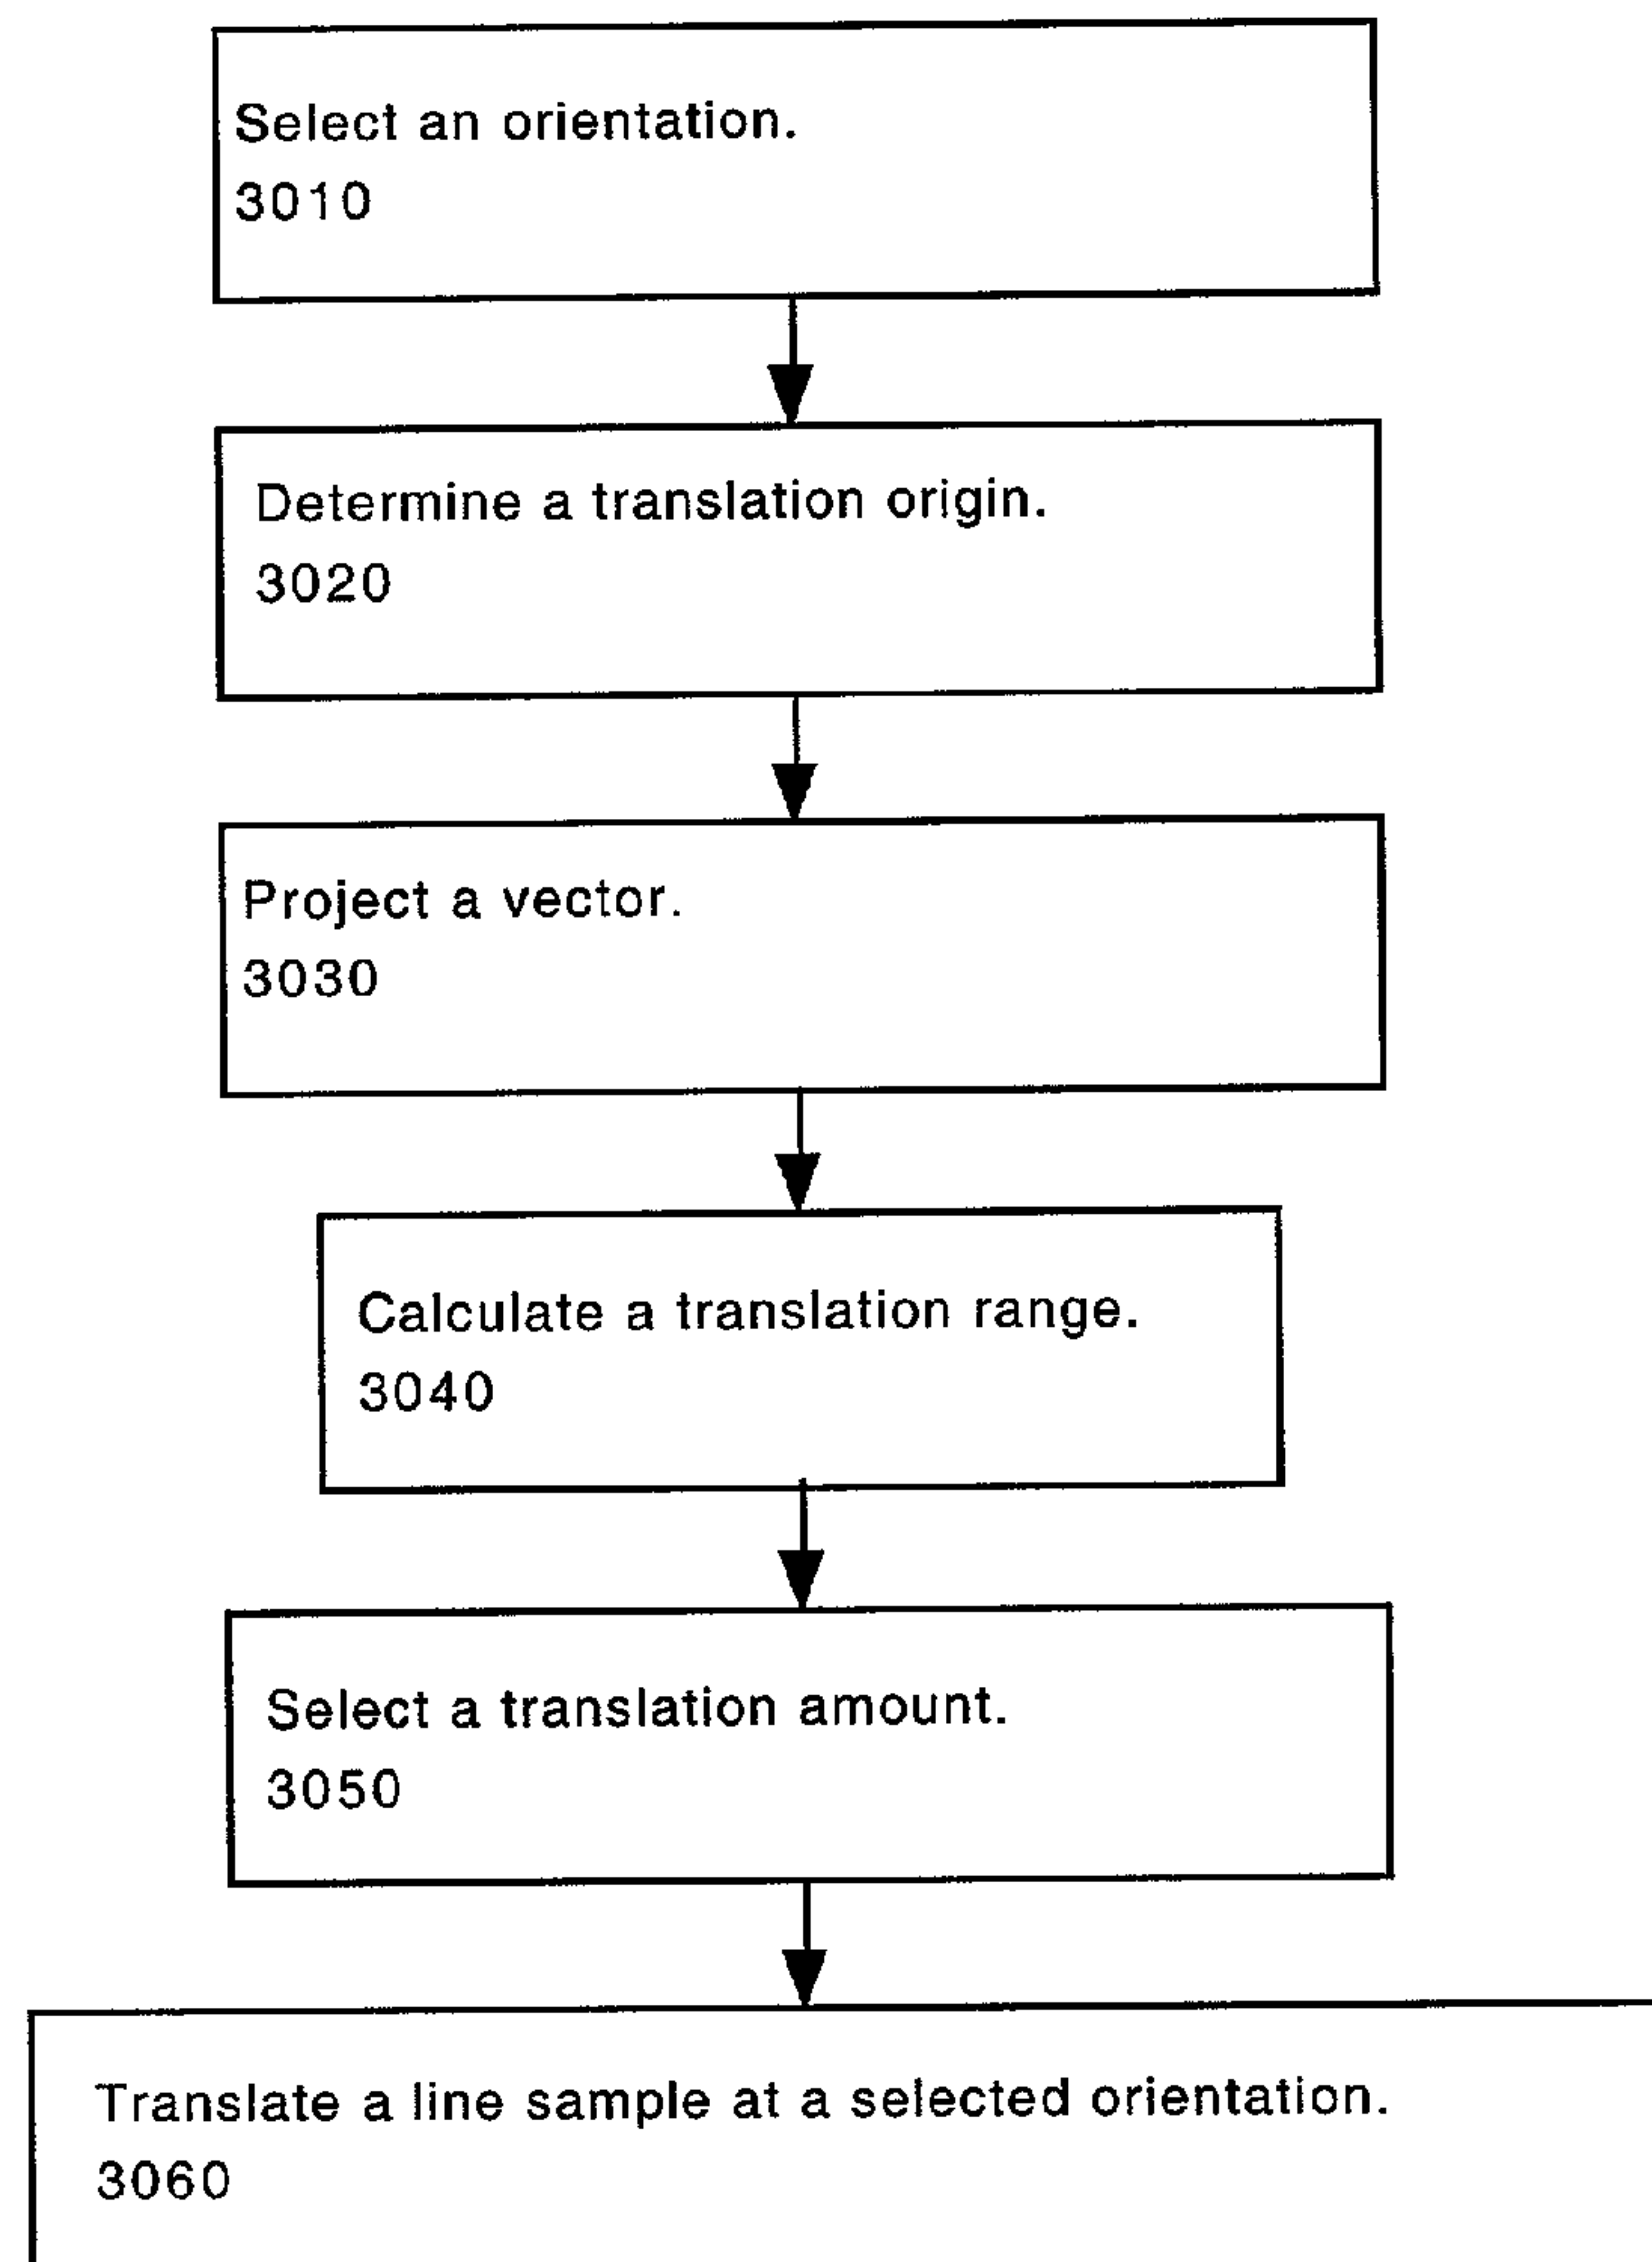 Select an orientation.
3010
Determine a translation origin.
3020
Project a vector.
3030
Calculate a translation range.
3040
Select a translation amount.
3050
Translate a line sample at a selected orientation.
3060